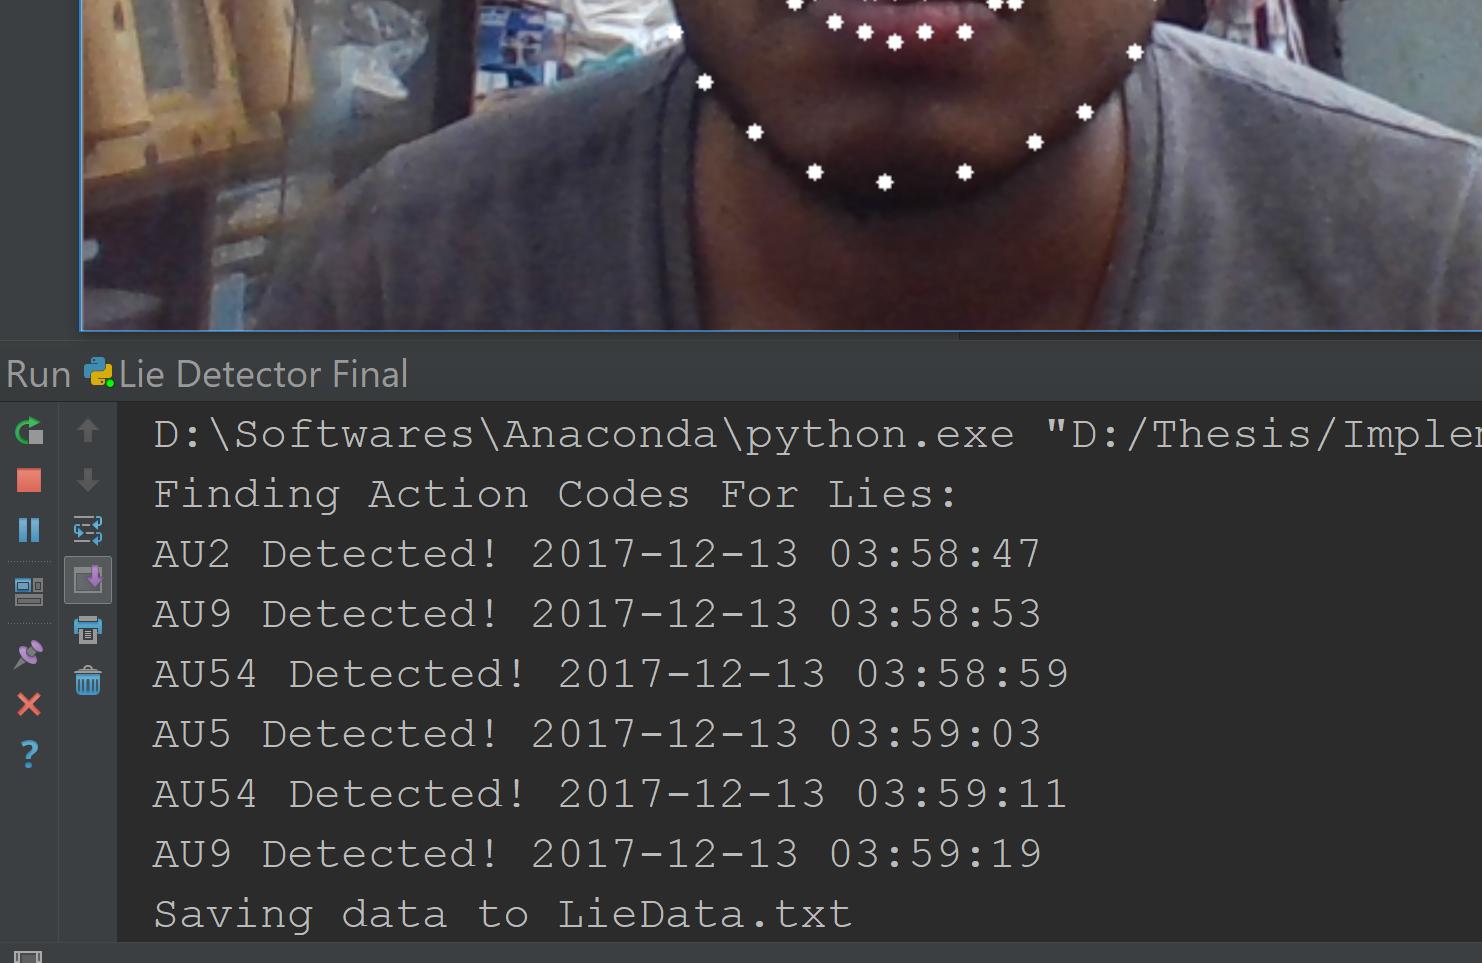 Run Lie Detector Final
D:\Softwares\Anaconda\python.exe "D:/Thesis/Implem
Finding Action Codes For Lies:
AU2 Detected! 2017-12-13 03:58:47
AU9 Detected! 2017-12-13 03:58:53
AU54 Detected! 2017-12-13 03:58:59
AU5 Detected! 2017-12-13 03:59:03
AU54 Detected! 2017-12-13 03:59:11
AU9 Detected! 2017-12-13 03:59:19
Saving data to LieData.txt